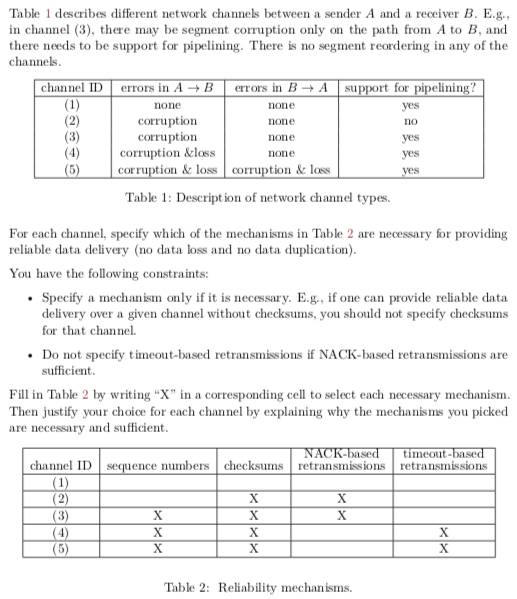 Table 1 describes different network channels between a sender A and a receiver B. E.g.,
in channel (3), there may be segment corruption only on the path from A to B, and
there needs to be support for pipelining. There is no segment reordering in any of the
channels.
channel ID errors in A → B errors in B → A support for pipelining?
(1) none none yes
(2) corruption none no
(3) corruption none yes
(4) corruption &loss none yes
(5) corruption & loss corruption & loss yes
Table 1: Description of network channel types.
For each channel, specify which of the mechanisms in Table 2 are necessary for providing
reliable data delivery (no data loss and no data duplication).
You have the following constraints:
• Specify a mechanism only if it is necessary. E.g., if one can provide reliable data
delivery over a given channel without checksums, you should not specify checksums
for that channel.
• Do not specify timeout-based retransmissions if NACK-based retransmissions are
sufficient.
Fill in Table 2 by writing “X” in a corresponding cell to select each necessary mechanism.
Then justify your choice for each channel by explaining why the mechanisms you picked
are necessary and sufficient.
channel ID sequence numbers checksums NACK-based retransmissions timeout-based retransmissions
(1)
(2) X X
(3) X X X
(4) X X X
(5) X X X
Table 2: Reliability mechanisms.